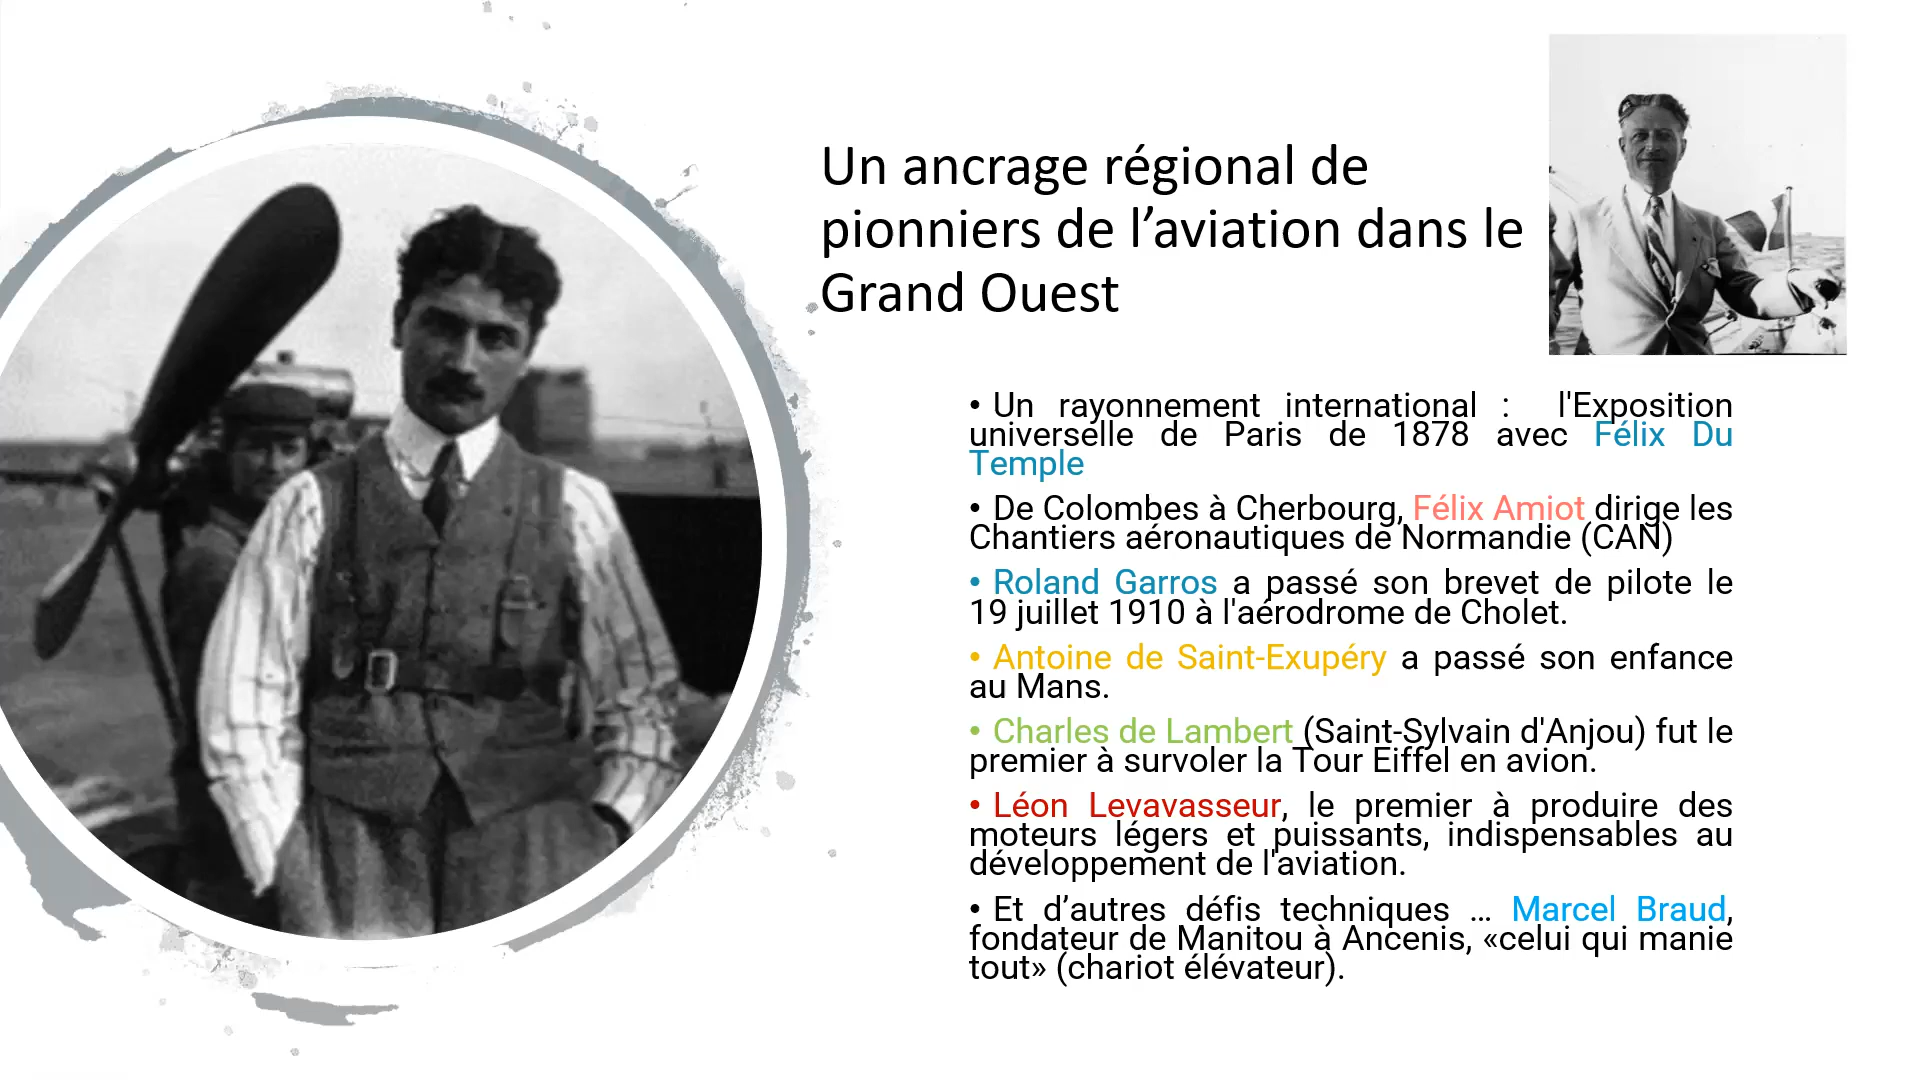 Un ancrage régional de
pionniers de l’aviation dans le
Grand Ouest
• Un rayonnement international : l'Exposition
universelle de Paris de 1878 avec Félix Du
Temple
• De Colombes à Cherbourg, Félix Amiot dirige les
Chantiers aéronautiques de Normandie (CAN)
• Roland Garros a passé son brevet de pilote le
19 juillet 1910 à l'aérodrome de Cholet.
• Antoine de Saint-Exupéry a passé son enfance
au Mans.
• Charles de Lambert (Saint-Sylvain d'Anjou) fut le
premier à survoler la Tour Eiffel en avion.
• Léon Levavasseur, le premier à produire des
moteurs légers et puissants, indispensables au
développement de l'aviation.
• Et d’autres défis techniques … Marcel Braud,
fondateur de Manitou à Ancenis, «celui qui manie
tout» (chariot élévateur).